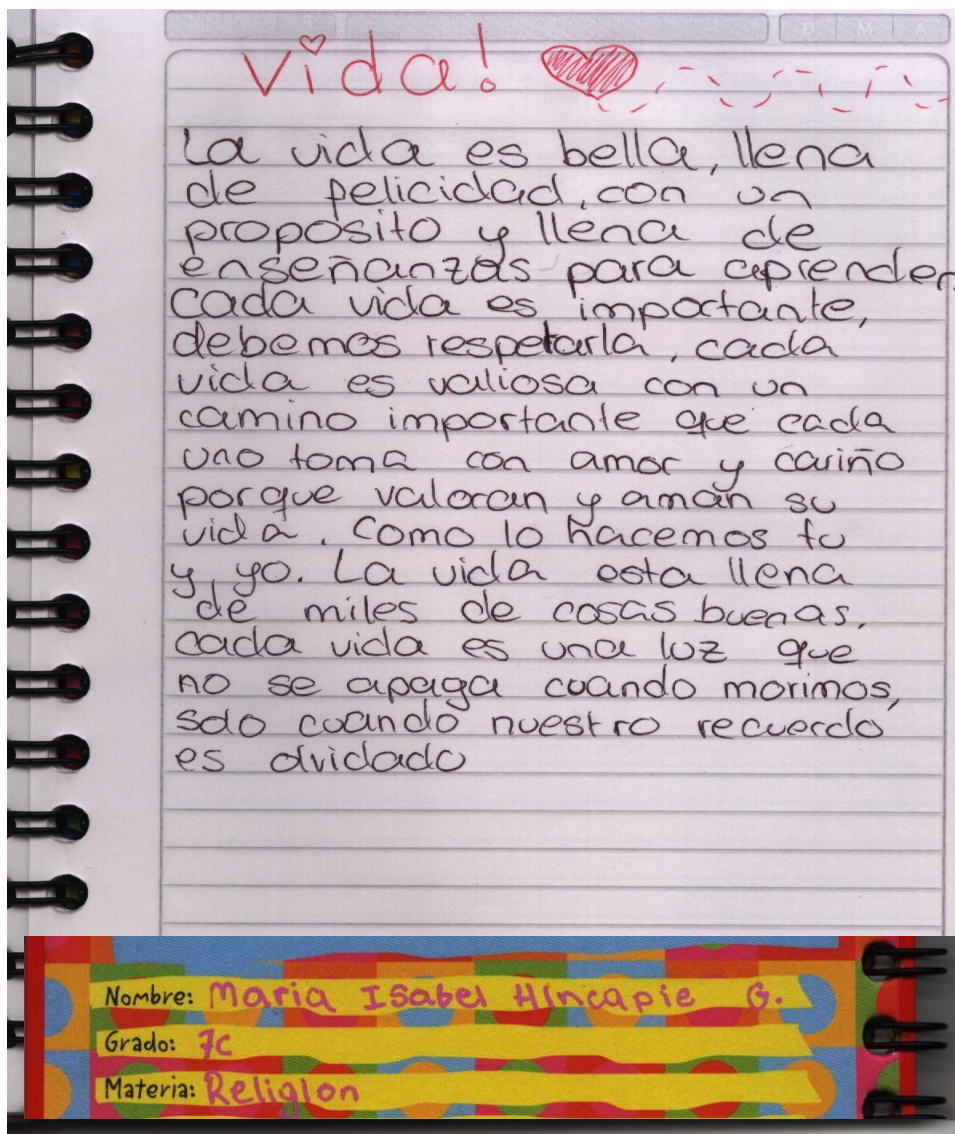 Vida!
La vida es bella, llena
de felicidad, con un
proposito y llena de
enseñanzas para aprender,
cada vida es importante,
debemos respetarla, cada
vida es valiosa con un
camino importante que cada
uno toma con amor y cariño
porque valoran y aman su
vida. Como lo hacemos tu
y yo. La vida esta llena
de miles de cosas buenas.
cada vida es una luz que
no se apaga cuando morimos,
solo cuando nuestro recuerdo
es olvidado
D M A
Nombre: Maria Isabel Hincapie G.
Grado: 7C
Materia: Religion